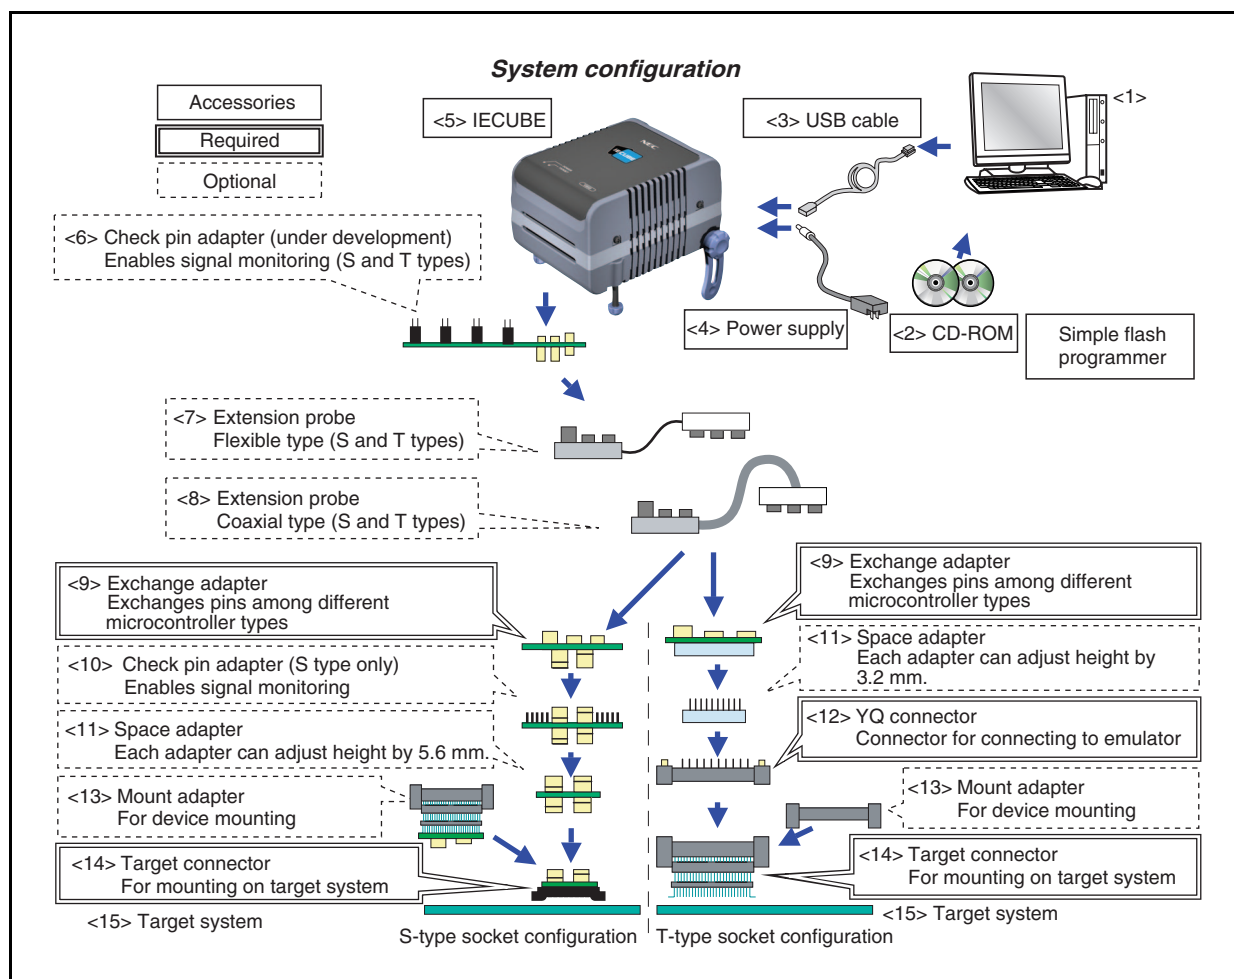 System configuration
Accessories
Required
Optional
<5> IECUBE
<3> USB cable
<1>
NEC
<6> Check pin adapter (under development)
Enables signal monitoring (S and T types)
<4> Power supply
<2> CD-ROM
Simple flash
programmer
<7> Extension probe
Flexible type (S and T types)
<8> Extension probe
Coaxial type (S and T types)
<9> Exchange adapter
Exchanges pins among different
microcontroller types
<10> Check pin adapter (S type only)
Enables signal monitoring
<11> Space adapter
Each adapter can adjust height by 5.6 mm.
<13> Mount adapter
For device mounting
<14> Target connector
For mounting on target system
<15> Target system
S-type socket configuration
<9> Exchange adapter
Exchanges pins among different
microcontroller types
<11> Space adapter
Each adapter can adjust height by
3.2 mm.
<12> YQ connector
Connector for connecting to emulator
<13> Mount adapter
For device mounting
<14> Target connector
For mounting on target system
<15> Target system
T-type socket configuration